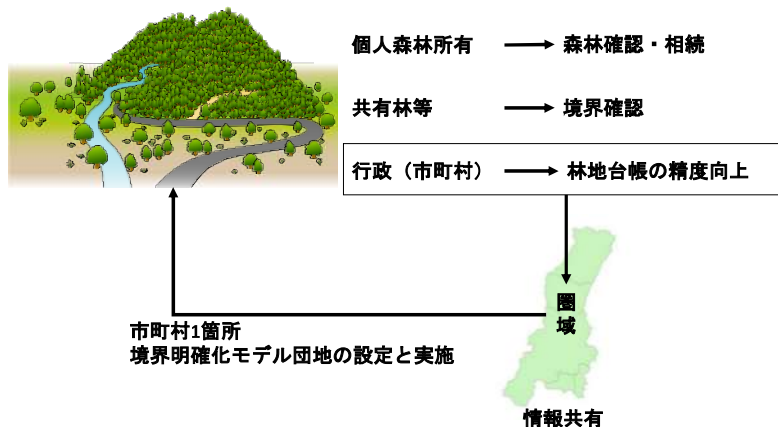 個人森林所有 → 森林確認・相続
共有林等 → 境界確認
行政（市町村） → 林地台帳の精度向上
圏域
市町村1箇所
境界明確化モデル団地の設定と実施
情報共有